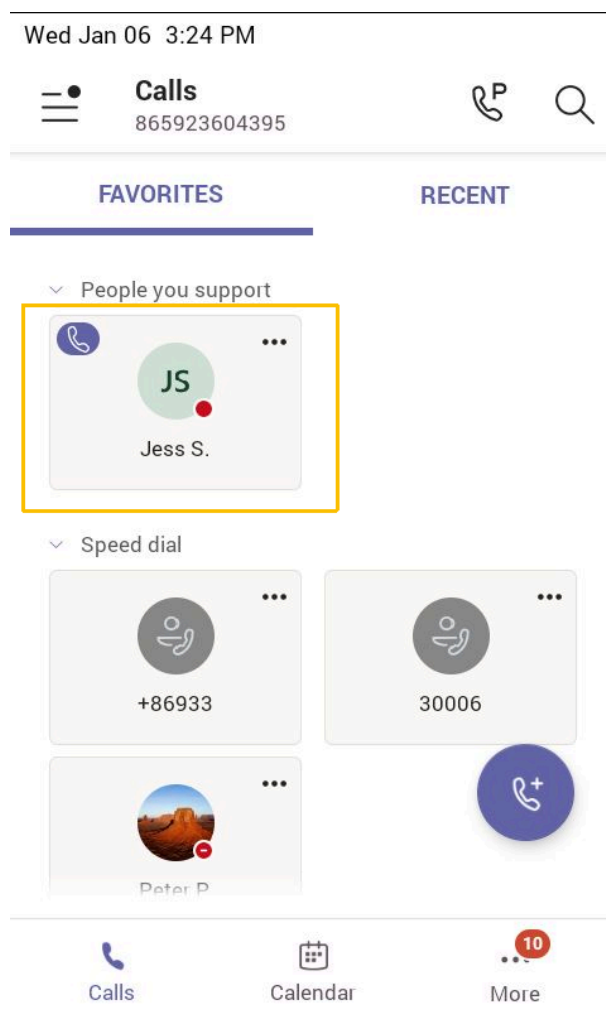 Wed Jan 06 3:24 PM
Calls
865923604395
P
FAVORITES RECENT
People you support
JS
Jess S.
Speed dial
+86933 30006
Peter P
10
Calls Calendar More